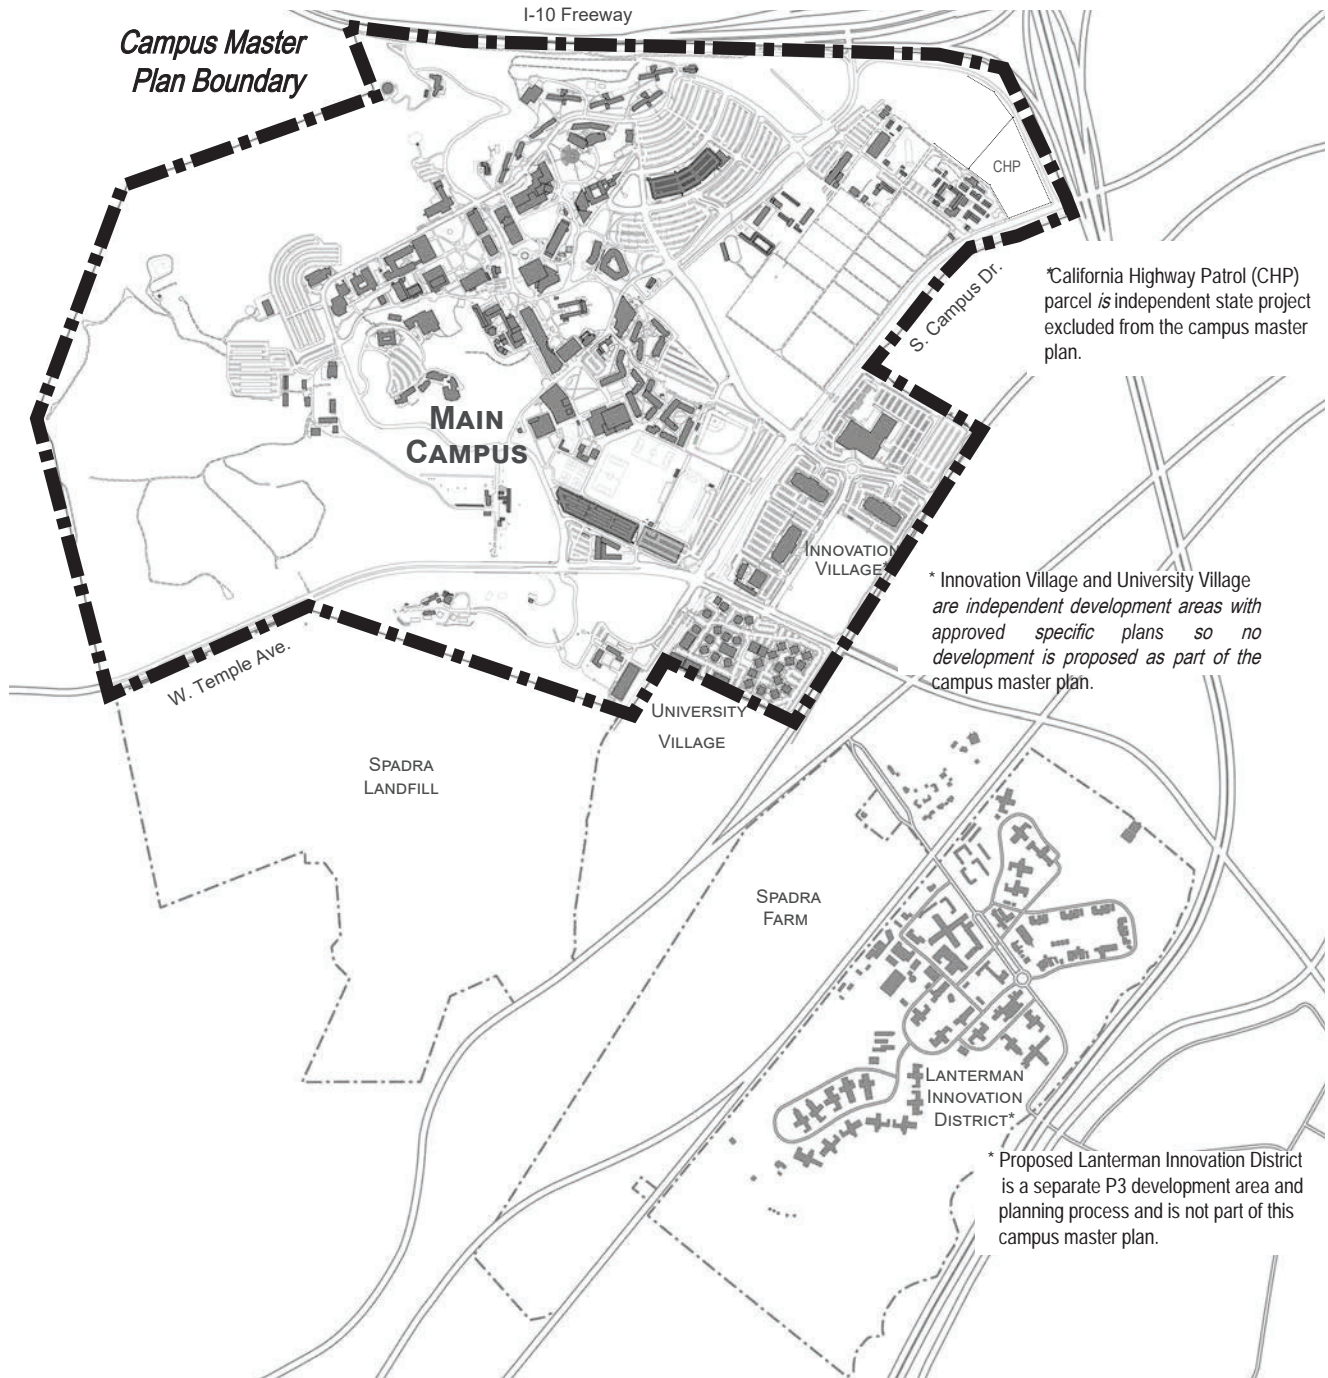 I-10 Freeway
Campus Master
Plan Boundary
CHP
S. Campus Dr.
*California Highway Patrol (CHP)
parcel is independent state project
excluded from the campus master
plan.
MAIN
CAMPUS
INNOVATION
VILLAGE*
* Innovation Village and University Village
are independent development areas with
approved specific plans so no
development is proposed as part of the
campus master plan.
W. Temple Ave.
UNIVERSITY
VILLAGE
SPADRA
LANDFILL
SPADRA
FARM
LANTERMAN
INNOVATION
DISTRICT*
* Proposed Lanterman Innovation District
is a separate P3 development area and
planning process and is not part of this
campus master plan.